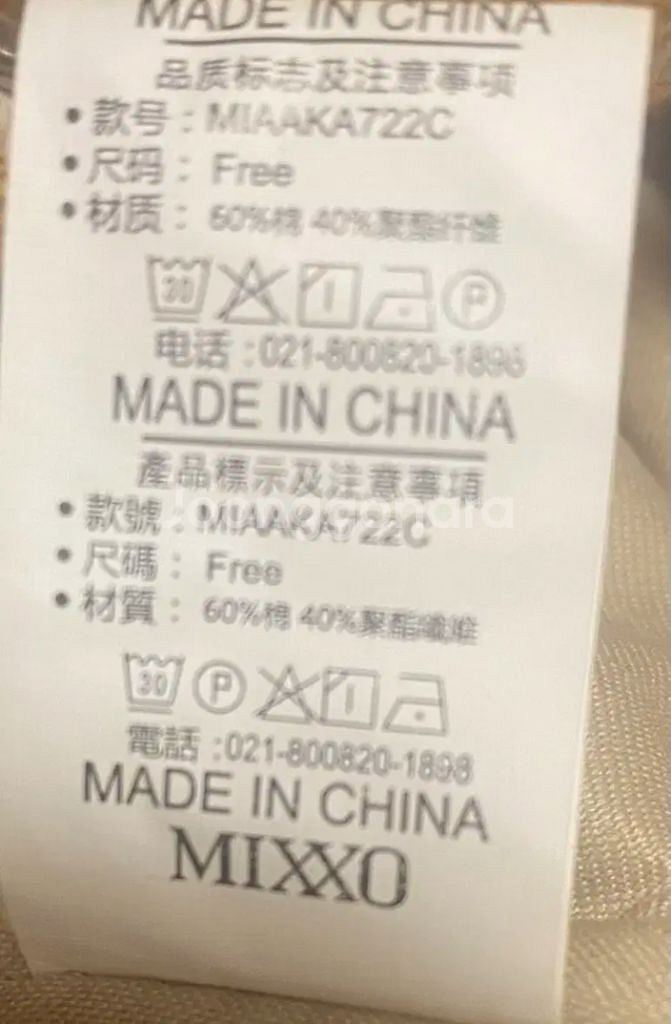 MADE IN CHINA
品质标志及注意事项
• 款号：MIAAKA722C
• 尺码：Free
• 材质：60%棉 40%聚酯纤维
30 P
电话:021-800820-1898
MADE IN CHINA
產品標示及注意事項
• 款號：MIAAKA722C
• 尺碼：Free
• 材質：60%棉 40%聚酯纖維
30 P
電話:021-800820-1898
MADE IN CHINA
MIXXO